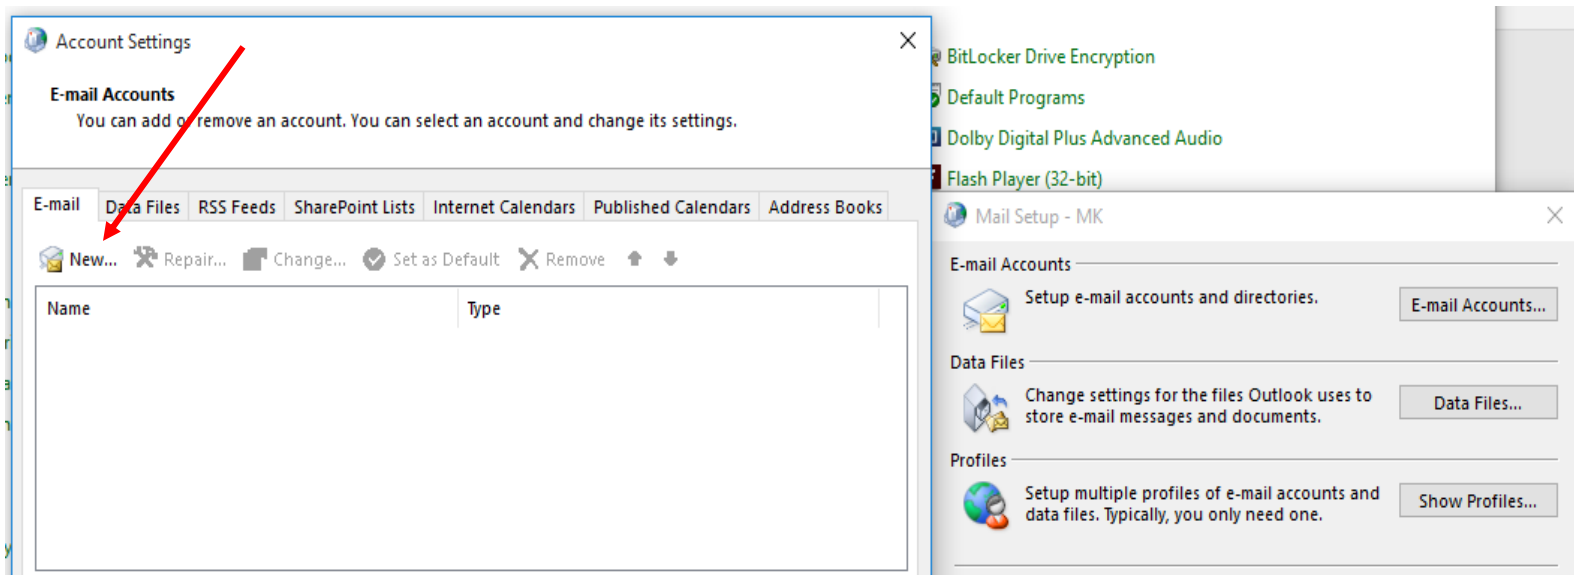 Account Settings
E-mail Accounts
You can add or remove an account. You can select an account and change its settings.
E-mail Data Files RSS Feeds SharePoint Lists Internet Calendars Published Calendars Address Books
New... Repair... Change... Set as Default Remove
Name Type
BitLocker Drive Encryption
Default Programs
Dolby Digital Plus Advanced Audio
Flash Player (32-bit)
Mail Setup - MK
E-mail Accounts
Setup e-mail accounts and directories.
E-mail Accounts...
Data Files
Change settings for the files Outlook uses to
store e-mail messages and documents.
Data Files...
Profiles
Setup multiple profiles of e-mail accounts and
data files. Typically, you only need one.
Show Profiles...